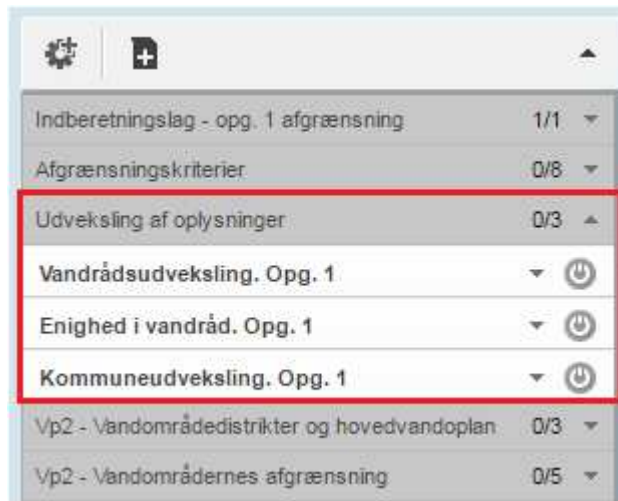 Indberetningslag - opg. 1 afgrænsning 1/1
Afgrænsningskriterier 0/8
Udveksling af oplysninger 0/3
Vandrådsudveksling. Opg. 1
Enighed i vandråd. Opg. 1
Kommuneudveksling. Opg. 1
Vp2 - Vandområdedistrikter og hovedvandoplan 0/3
Vp2 - Vandområdernes afgrænsning 0/5